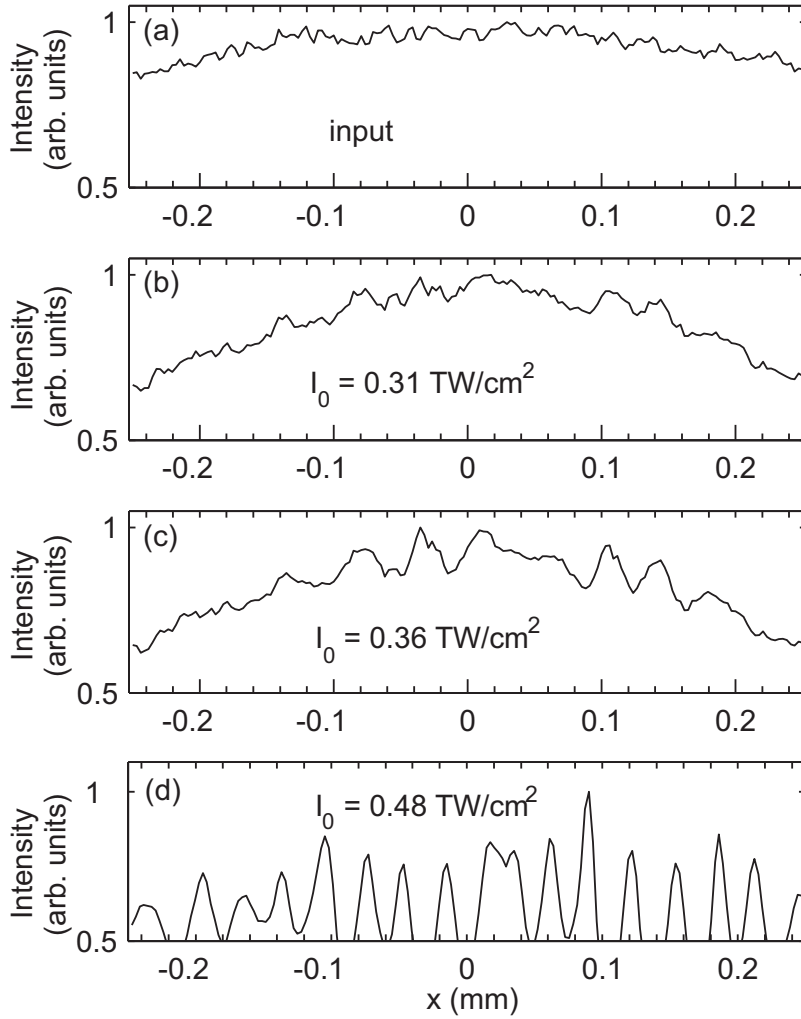 Intensity
(arb. units)
1
0.5
(a)
input
-0.2 -0.1 0 0.1 0.2
Intensity
(arb. units)
1
0.5
(b)
I₀ = 0.31 TW/cm²
-0.2 -0.1 0 0.1 0.2
Intensity
(arb. units)
1
0.5
(c)
I₀ = 0.36 TW/cm²
-0.2 -0.1 0 0.1 0.2
Intensity
(arb. units)
1
0.5
(d)
I₀ = 0.48 TW/cm²
-0.2 -0.1 0 0.1 0.2
x (mm)